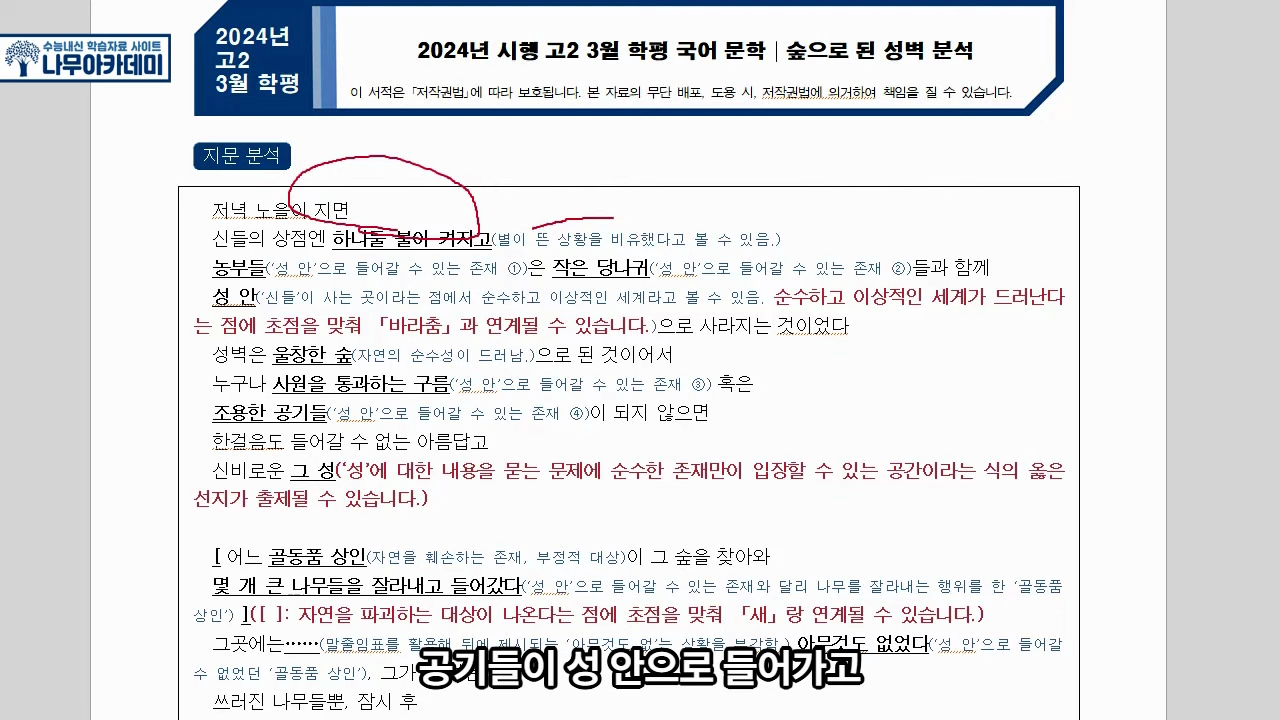 수능내신 학습자료 사이트
나무아카데미
2024년
고2
3월 학평
2024년 시행 고2 3월 학평 국어 문학 | 숲으로 된 성벽 분석
이 서적은 「저작권법」에 따라 보호됩니다. 본 자료의 무단 배포, 도용 시, 저작권법에 의거하여 책임을 질 수 있습니다.
지문 분석
저녁 노을이 지면
신들의 상점엔 하나둘 불이 켜지고(별이 뜬 상황을 비유했다고 볼 수 있음.)
농부들('성 안'으로 들어갈 수 있는 존재 ①)은 작은 당나귀('성 안'으로 들어갈 수 있는 존재 ②)들과 함께
성 안('신들'이 사는 곳이라는 점에서 순수하고 이상적인 세계라고 볼 수 있음. 순수하고 이상적인 세계가 드러난다
는 점에 초점을 맞춰 「바라춤」과 연계될 수 있습니다.)으로 사라지는 것이었다
성벽은 울창한 숲(자연의 순수성이 드러남.)으로 된 것이어서
누구나 사원을 통과하는 구름('성 안'으로 들어갈 수 있는 존재 ③) 혹은
조용한 공기들('성 안'으로 들어갈 수 있는 존재 ④)이 되지 않으면
한걸음도 들어갈 수 없는 아름답고
신비로운 그 성('성'에 대한 내용을 묻는 문제에 순수한 존재만이 입장할 수 있는 공간이라는 식의 옳은
선지가 출제될 수 있습니다.)
[ 어느 골동품 상인(자연을 훼손하는 존재, 부정적 대상)이 그 숲을 찾아와
몇 개 큰 나무들을 잘라내고 들어갔다('성 안'으로 들어갈 수 있는 존재와 달리 나무를 잘라내는 행위를 한 '골동품
상인') ]([ ]: 자연을 파괴하는 대상이 나온다는 점에 초점을 맞춰 「새」랑 연계될 수 있습니다.)
그곳에는……(말줄임표를 활용해 뒤에 제시되는 '아무것도 없'는 상황을 부각함.) 아무것도 없었다('성 안'으로 들어갈
수 없었던 '골동품 상인'), 그가
쓰러진 나무들뿐, 잠시 후
공기들이 성 안으로 들어가고